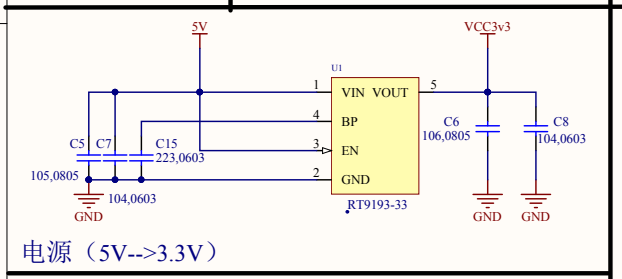 5V
VCC3v3
U1
1 VIN VOUT 5
4 BP
3 EN
2 GND
C5 C7 C15
223,0603
105,0805
104,0603
C6
106,0805
C8
104,0603
GND
GND
GND
RT9193-33
电源（5V-->3.3V）